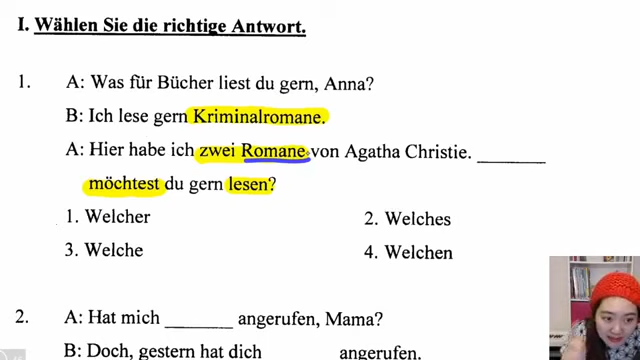 I. Wählen Sie die richtige Antwort.
1. A: Was für Bücher liest du gern, Anna?
B: Ich lese gern Kriminalromane.
A: Hier habe ich zwei Romane von Agatha Christie. ________
möchtest du gern lesen?
1. Welcher 2. Welches
3. Welche 4. Welchen
2. A: Hat mich ________ angerufen, Mama?
B: Doch, gestern hat dich angerufen.